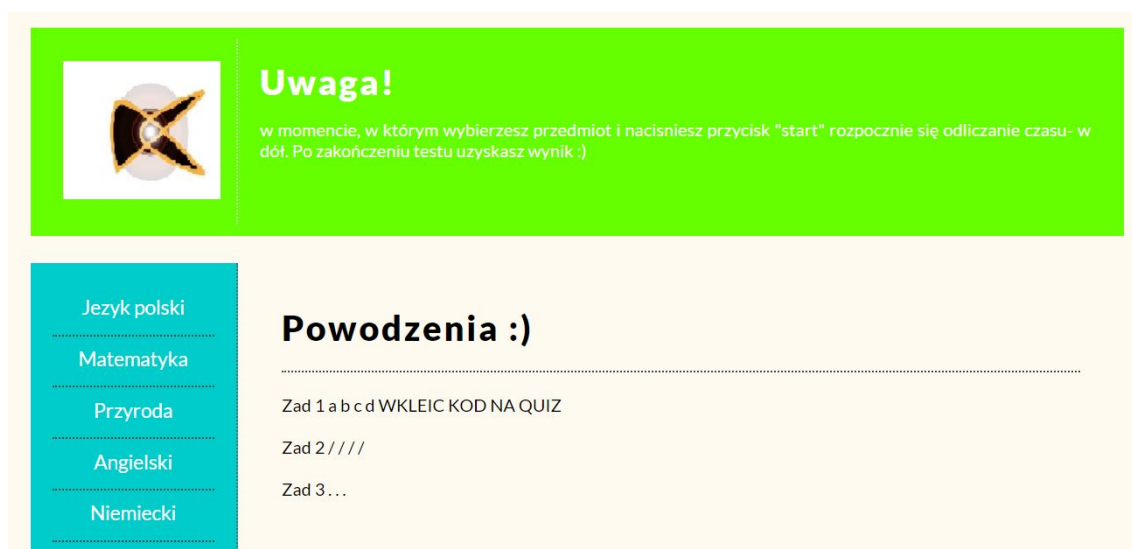 Uwaga!
w momencie, w którym wybierzesz przedmiot i nacisniesz przycisk "start" rozpocznie się odliczanie czasu- w
dół. Po zakończeniu testu uzyskasz wynik :)
Jezyk polski
Matematyka
Przyroda
Angielski
Niemiecki
Powodzenia :)
Zad 1 a b c d WKLEIC KOD NA QUIZ
Zad 2 / / / /
Zad 3 . . .